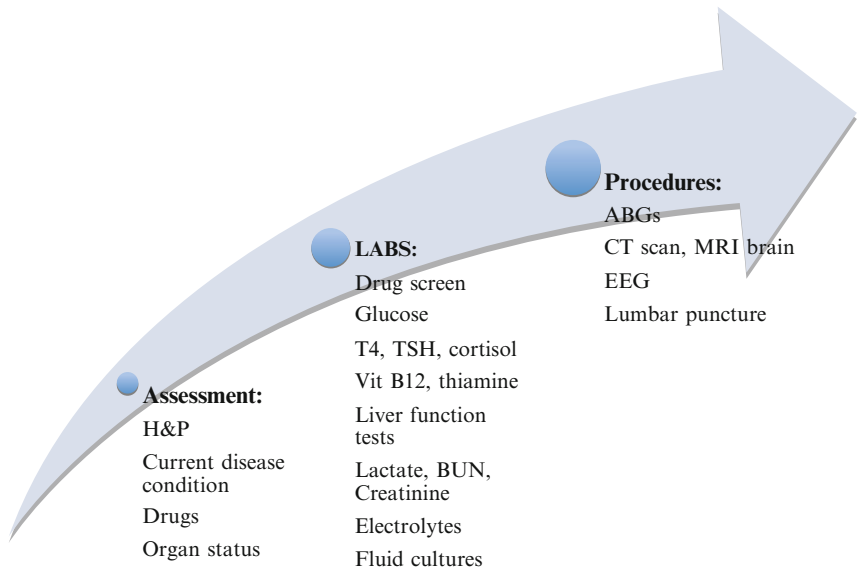 Assessment:
H&P
Current disease
condition
Drugs
Organ status
LABS:
Drug screen
Glucose
T4, TSH, cortisol
Vit B12, thiamine
Liver function
tests
Lactate, BUN,
Creatinine
Electrolytes
Fluid cultures
Procedures:
ABGs
CT scan, MRI brain
EEG
Lumbar puncture